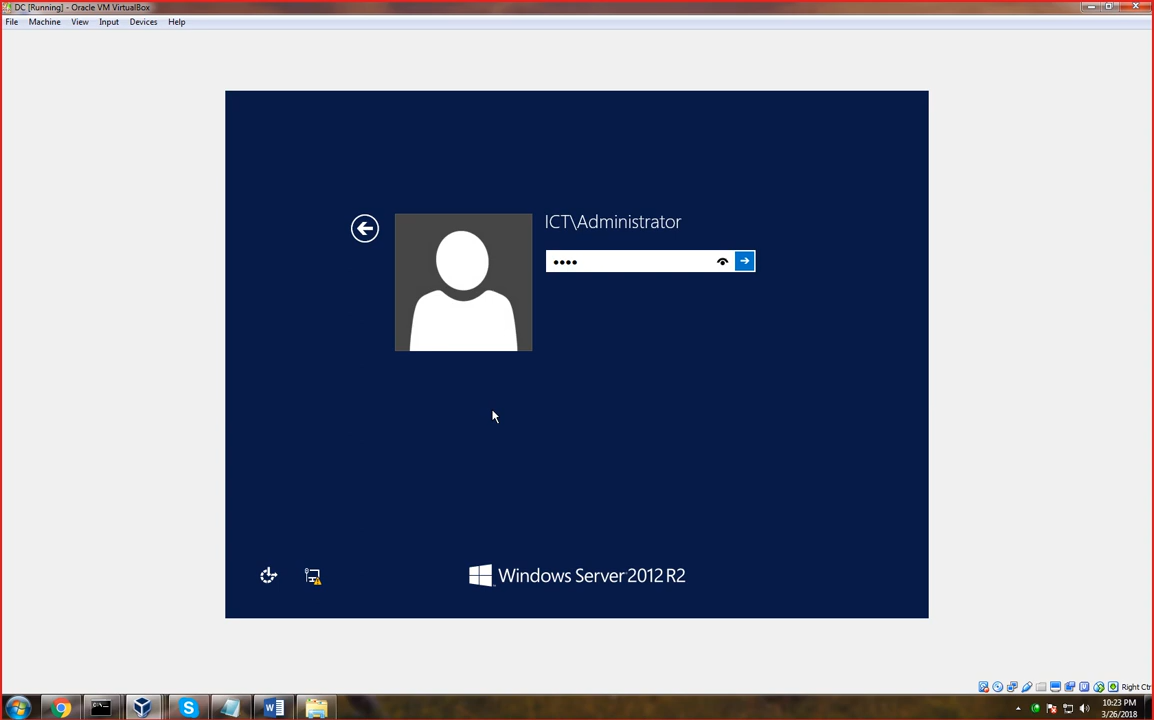 DC [Running] - Oracle VM VirtualBox
File Machine View Input Devices Help
ICT\Administrator
Windows Server 2012 R2
Right Ctr
10:23 PM
3/26/2018